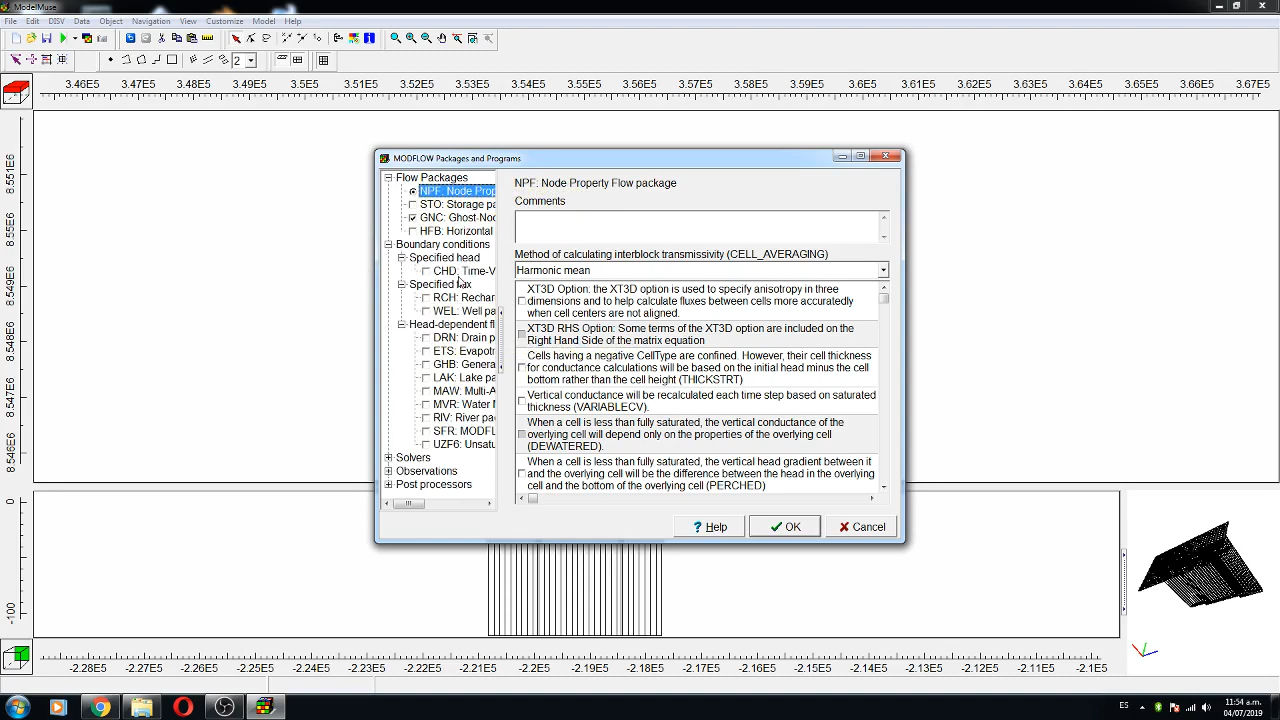 ModelMuse
File Edit DISV Data Object Navigation View Customize Model Help
2
3.46E5 3.47E5 3.48E5 3.49E5 3.5E5 3.51E5 3.52E5 3.53E5 3.54E5 3.55E5 3.56E5 3.57E5 3.58E5 3.59E5 3.6E5 3.61E5 3.62E5 3.63E5 3.64E5 3.65E5 3.66E5 3.67E5
8.551E6
8.55E6
8.549E6
8.548E6
8.547E6
8.546E6
MODFLOW Packages and Programs
Flow Packages
NPF: Node Prop
STO: Storage pa
GNC: Ghost-Nod
HFB: Horizontal
Boundary conditions
Specified head
CHD: Time-V
Specified flux
RCH: Rechar
WEL: Well pa
Head-dependent fl
DRN: Drain p
ETS: Evapotr
GHB: Genera
LAK: Lake pa
MAW: Multi-A
MVR: Water M
RIV: River pa
SFR: MODFL
UZF6: Unsatu
Solvers
Observations
Post processors
NPF: Node Property Flow package
Comments
Method of calculating interblock transmissivity (CELL_AVERAGING)
Harmonic mean
XT3D Option: the XT3D option is used to specify anisotropy in three
dimensions and to help calculate fluxes between cells more accurately
when cell centers are not aligned.
XT3D RHS Option: Some terms of the XT3D option are included on the
Right Hand Side of the matrix equation
Cells having a negative CellType are confined. However, their cell thickness
for conductance calculations will be based on the initial head minus the cell
bottom rather than the cell height (THICKSTRT)
Vertical conductance will be recalculated each time step based on saturated
thickness (VARIABLECV).
When a cell is less than fully saturated, the vertical conductance of the
overlying cell will depend only on the properties of the overlying cell
(DEWATERED).
When a cell is less than fully saturated, the vertical head gradient between it
and the overlying cell will be the difference between the head in the overlying
cell and the bottom of the overlying cell (PERCHED)
Help OK Cancel
0
-100
-2.28E5 -2.27E5 -2.26E5 -2.25E5 -2.24E5 -2.23E5 -2.22E5 -2.21E5 -2.2E5 -2.19E5 -2.18E5 -2.17E5 -2.16E5 -2.15E5 -2.14E5 -2.13E5 -2.12E5 -2.11E5 -2.1E5
ES 11:54 a.m.
04/07/2019